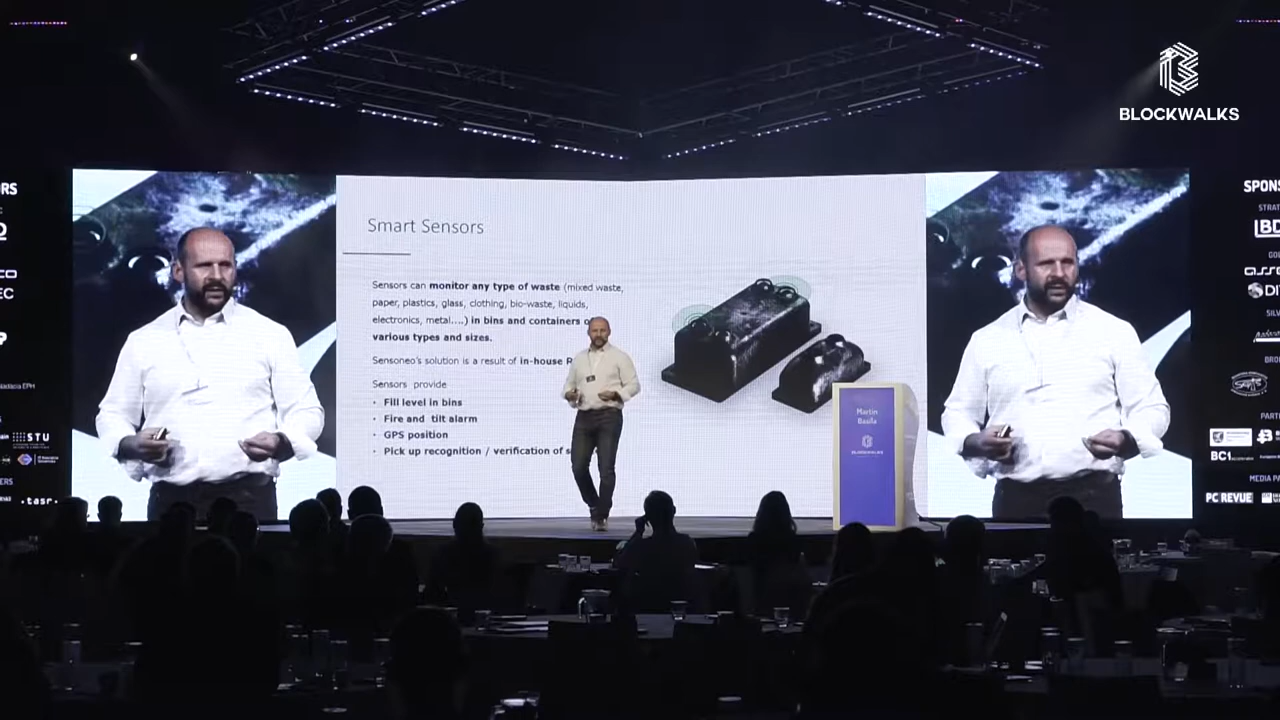 BLOCKWALKS
Smart Sensors
Sensors can monitor any type of waste (mixed waste,
paper, plastics, glass, clothing, bio-waste, liquids,
electronics, metal....) in bins and containers
various types and sizes.
Sensoneo's solution is a result of in-house
Sensors provide
• Fill level in bins
• Fire and tilt alarm
• GPS position
• Pick up recognition / verification of
Martin
Basila
BLOCKWALKS
STU
tasr
BC1
PC REVUE
MEDIA